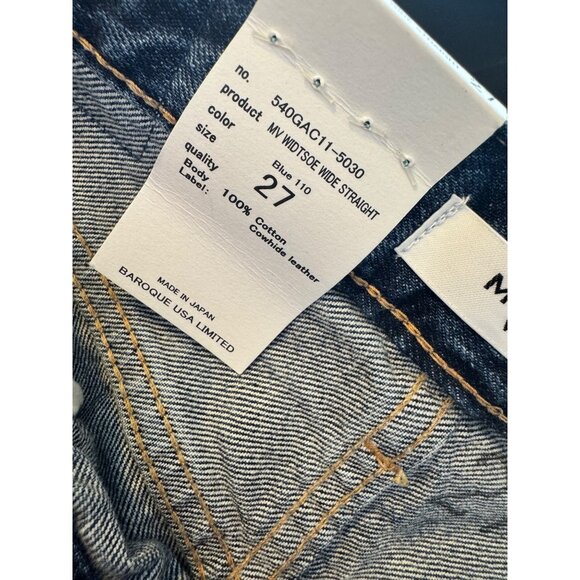 no. 540GAC11-5030
product MY WIDTSOE WIDE STRAIGHT
color Blue 110
size 27
quality
Body 100% Cotton
Label: Cowhide leather
MADE IN JAPAN
BAROQUE USA LIMITED
M